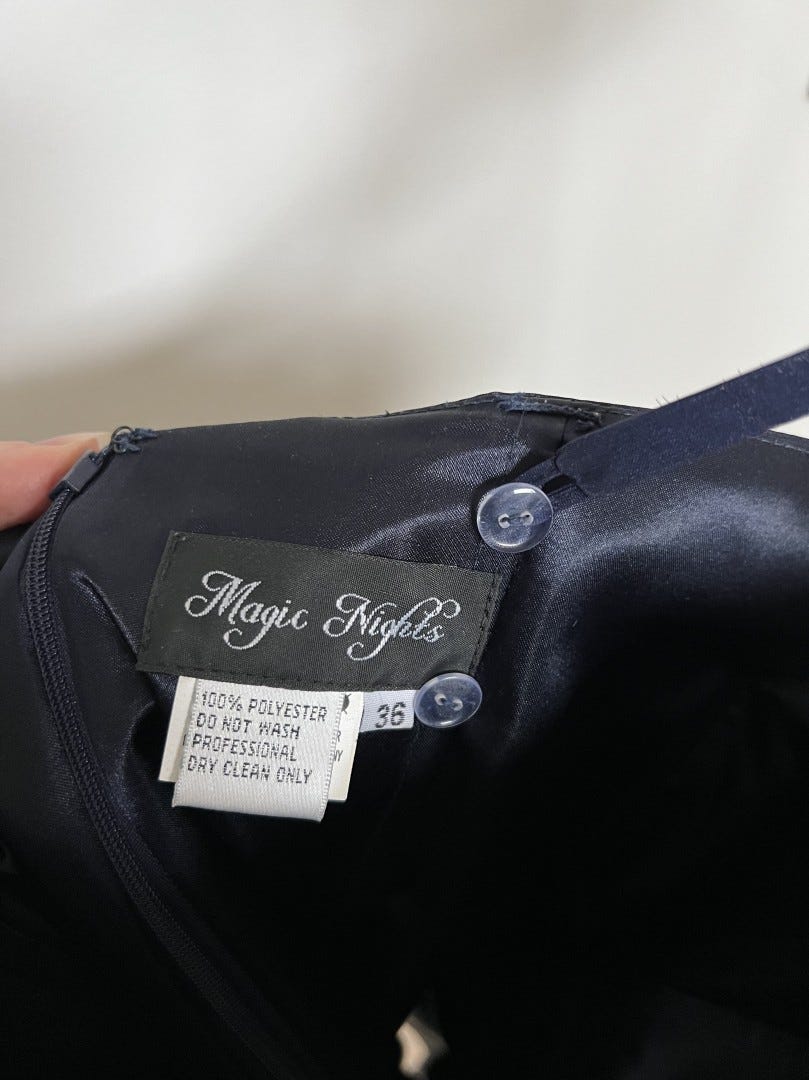 Magic Nights
100% POLYESTER
DO NOT WASH
PROFESSIONAL
DRY CLEAN ONLY
36